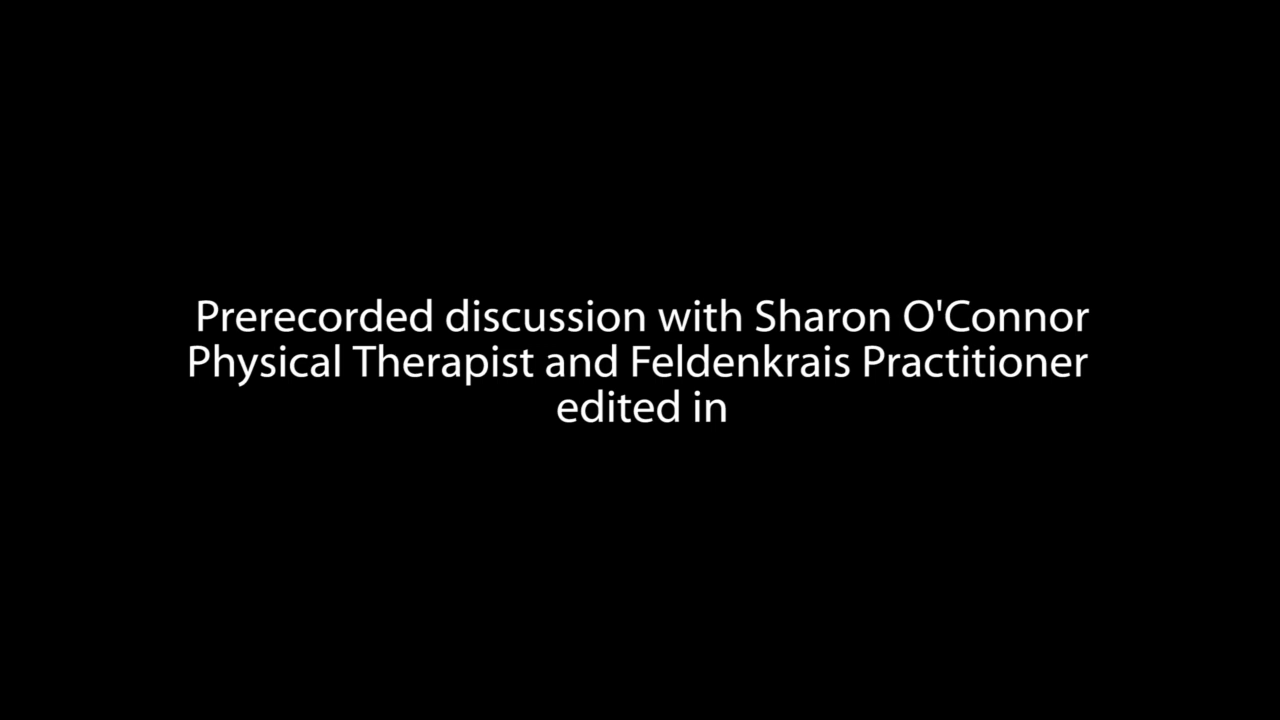 Prerecorded discussion with Sharon O'Connor
Physical Therapist and Feldenkrais Practitioner
edited in